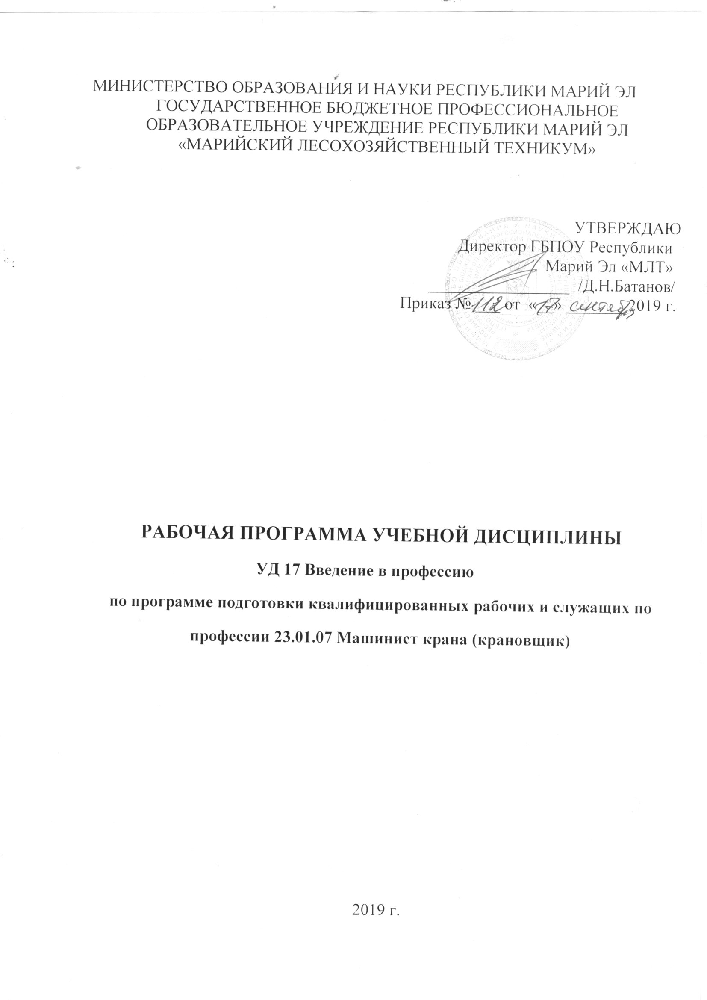 МИНИСТЕРСТВО ОБРАЗОВАНИЯ И НАУКИ РЕСПУБЛИКИ МАРИЙ ЭЛ
ГОСУДАРСТВЕННОЕ БЮДЖЕТНОЕ ПРОФЕССИОНАЛЬНОЕ
ОБРАЗОВАТЕЛЬНОЕ УЧРЕЖДЕНИЕ РЕСПУБЛИКИ МАРИЙ ЭЛ
«МАРИЙСКИЙ ЛЕСОХОЗЯЙСТВЕННЫЙ ТЕХНИКУМ»
УТВЕРЖДАЮ
Директор ГБПОУ Республики
Марий Эл «МЛТ»
/Д.Н.Батанов/
Приказ № 112 от «17» сентября 2019 г.
РАБОЧАЯ ПРОГРАММА УЧЕБНОЙ ДИСЦИПЛИНЫ
УД 17 Введение в профессию
по программе подготовки квалифицированных рабочих и служащих по
профессии 23.01.07 Машинист крана (крановщик)
2019 г.